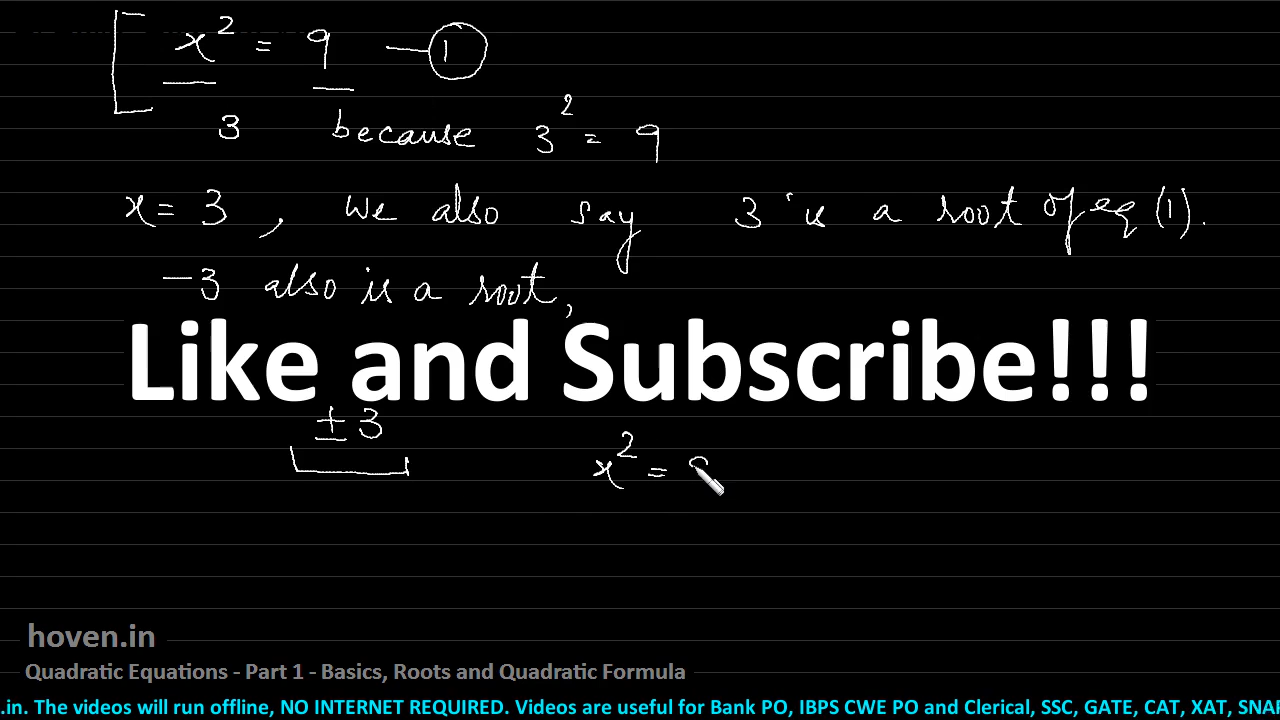 x² = 9 — ①
3 because 3² = 9
x = 3, we also say 3 is a root of eq (1).
−3 also is a root,
Like and Subscribe!!!
± 3
x² =
hoven.in
Quadratic Equations - Part 1 - Basics, Roots and Quadratic Formula
.in. The videos will run offline, NO INTERNET REQUIRED. Videos are useful for Bank PO, IBPS CWE PO and Clerical, SSC, GATE, CAT, XAT, SNA